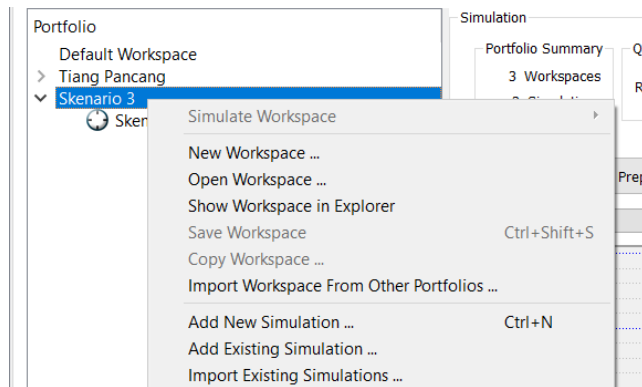 Portfolio
Default Workspace
Tiang Pancang
Skenario 3
Sken
Simulation
Portfolio Summary
3 Workspaces
Q
R
Prep
Simulate Workspace
New Workspace ...
Open Workspace ...
Show Workspace in Explorer
Save Workspace Ctrl+Shift+S
Copy Workspace ...
Import Workspace From Other Portfolios ...
Add New Simulation ... Ctrl+N
Add Existing Simulation ...
Import Existing Simulations ...